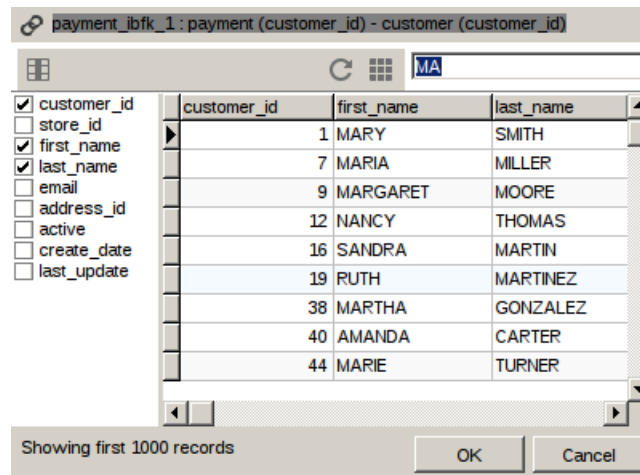 payment_ibfk_1 : payment (customer_id) - customer (customer_id)
MA
customer_id
store_id
first_name
last_name
email
address_id
active
create_date
last_update
customer_id first_name last_name
1 MARY SMITH
7 MARIA MILLER
9 MARGARET MOORE
12 NANCY THOMAS
16 SANDRA MARTIN
19 RUTH MARTINEZ
38 MARTHA GONZALEZ
40 AMANDA CARTER
44 MARIE TURNER
Showing first 1000 records
OK Cancel